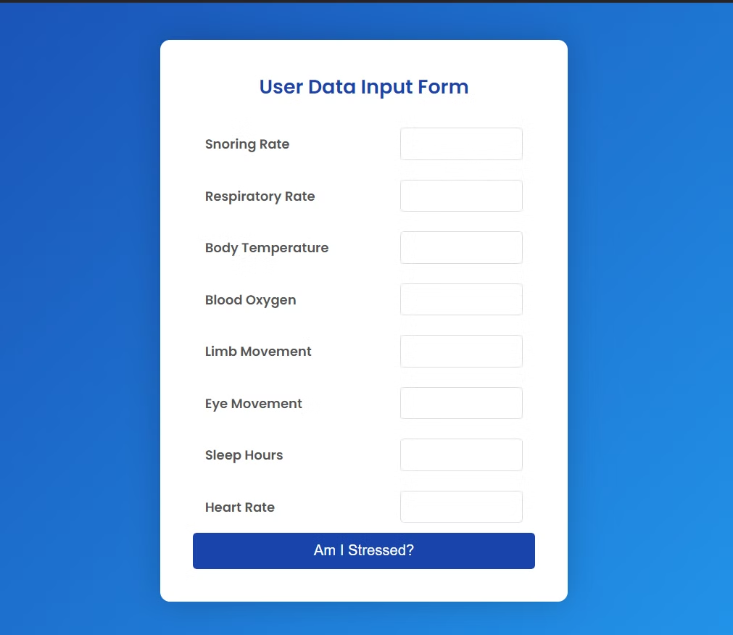 User Data Input Form
Snoring Rate
Respiratory Rate
Body Temperature
Blood Oxygen
Limb Movement
Eye Movement
Sleep Hours
Heart Rate
Am I Stressed?